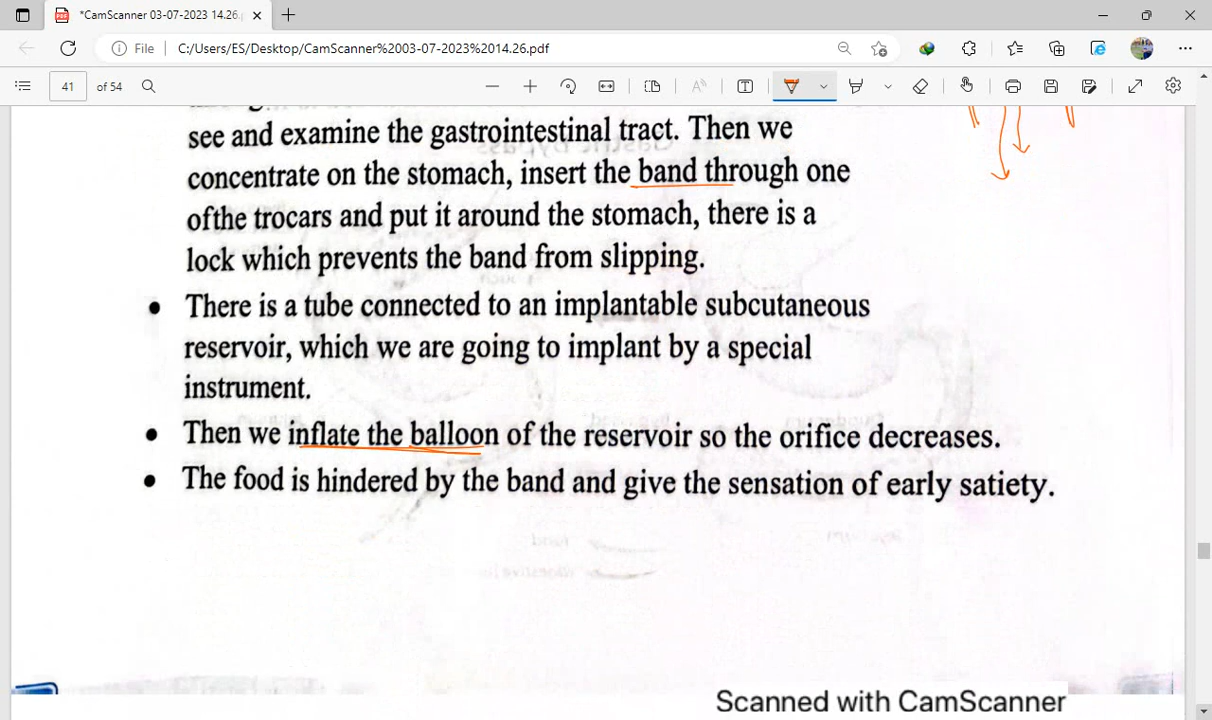 *CamScanner 03-07-2023 14.26.
File
C:/Users/ES/Desktop/CamScanner%2003-07-2023%2014.26.pdf
41 of 54
see and examine the gastrointestinal tract. Then we
concentrate on the stomach, insert the band through one
ofthe trocars and put it around the stomach, there is a
lock which prevents the band from slipping.
• There is a tube connected to an implantable subcutaneous
reservoir, which we are going to implant by a special
instrument.
• Then we inflate the balloon of the reservoir so the orifice decreases.
• The food is hindered by the band and give the sensation of early satiety.
Scanned with CamScanner